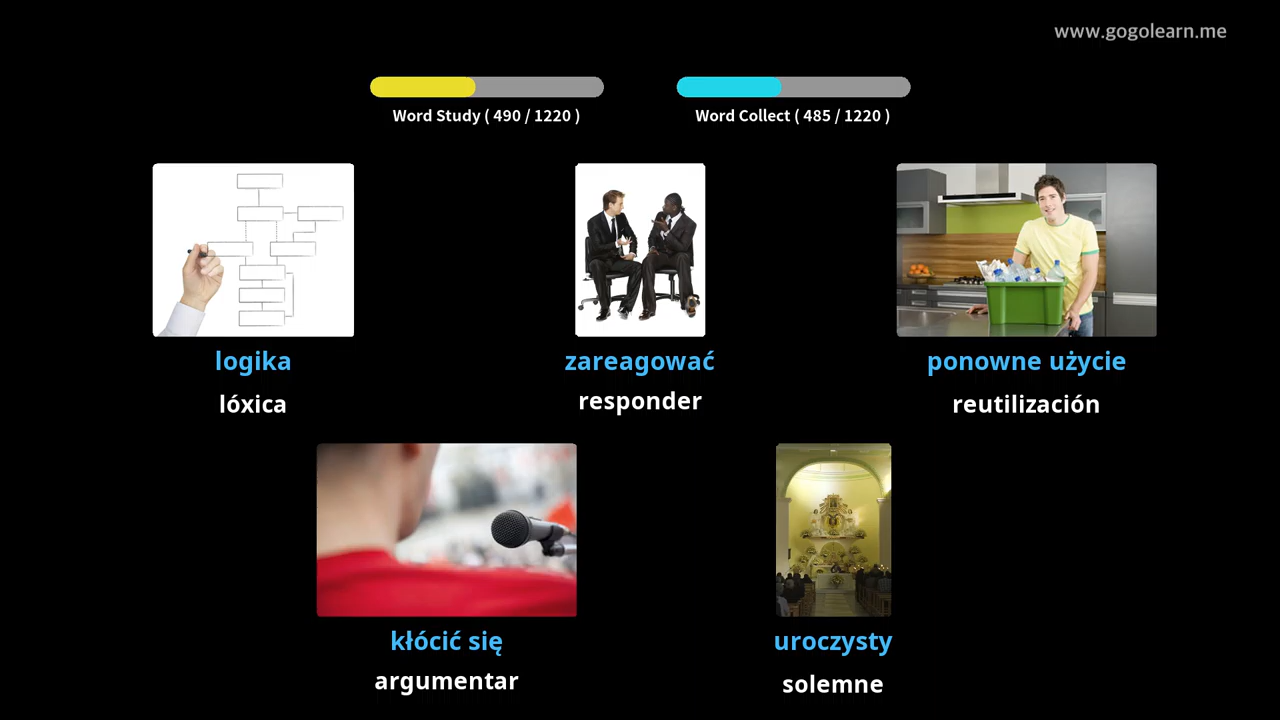 www.gogolearn.me
Word Study ( 490 / 1220 )
Word Collect ( 485 / 1220 )
logika
lóxica
zareagować
responder
ponowne użycie
reutilización
kłócić się
argumentar
uroczysty
solemne